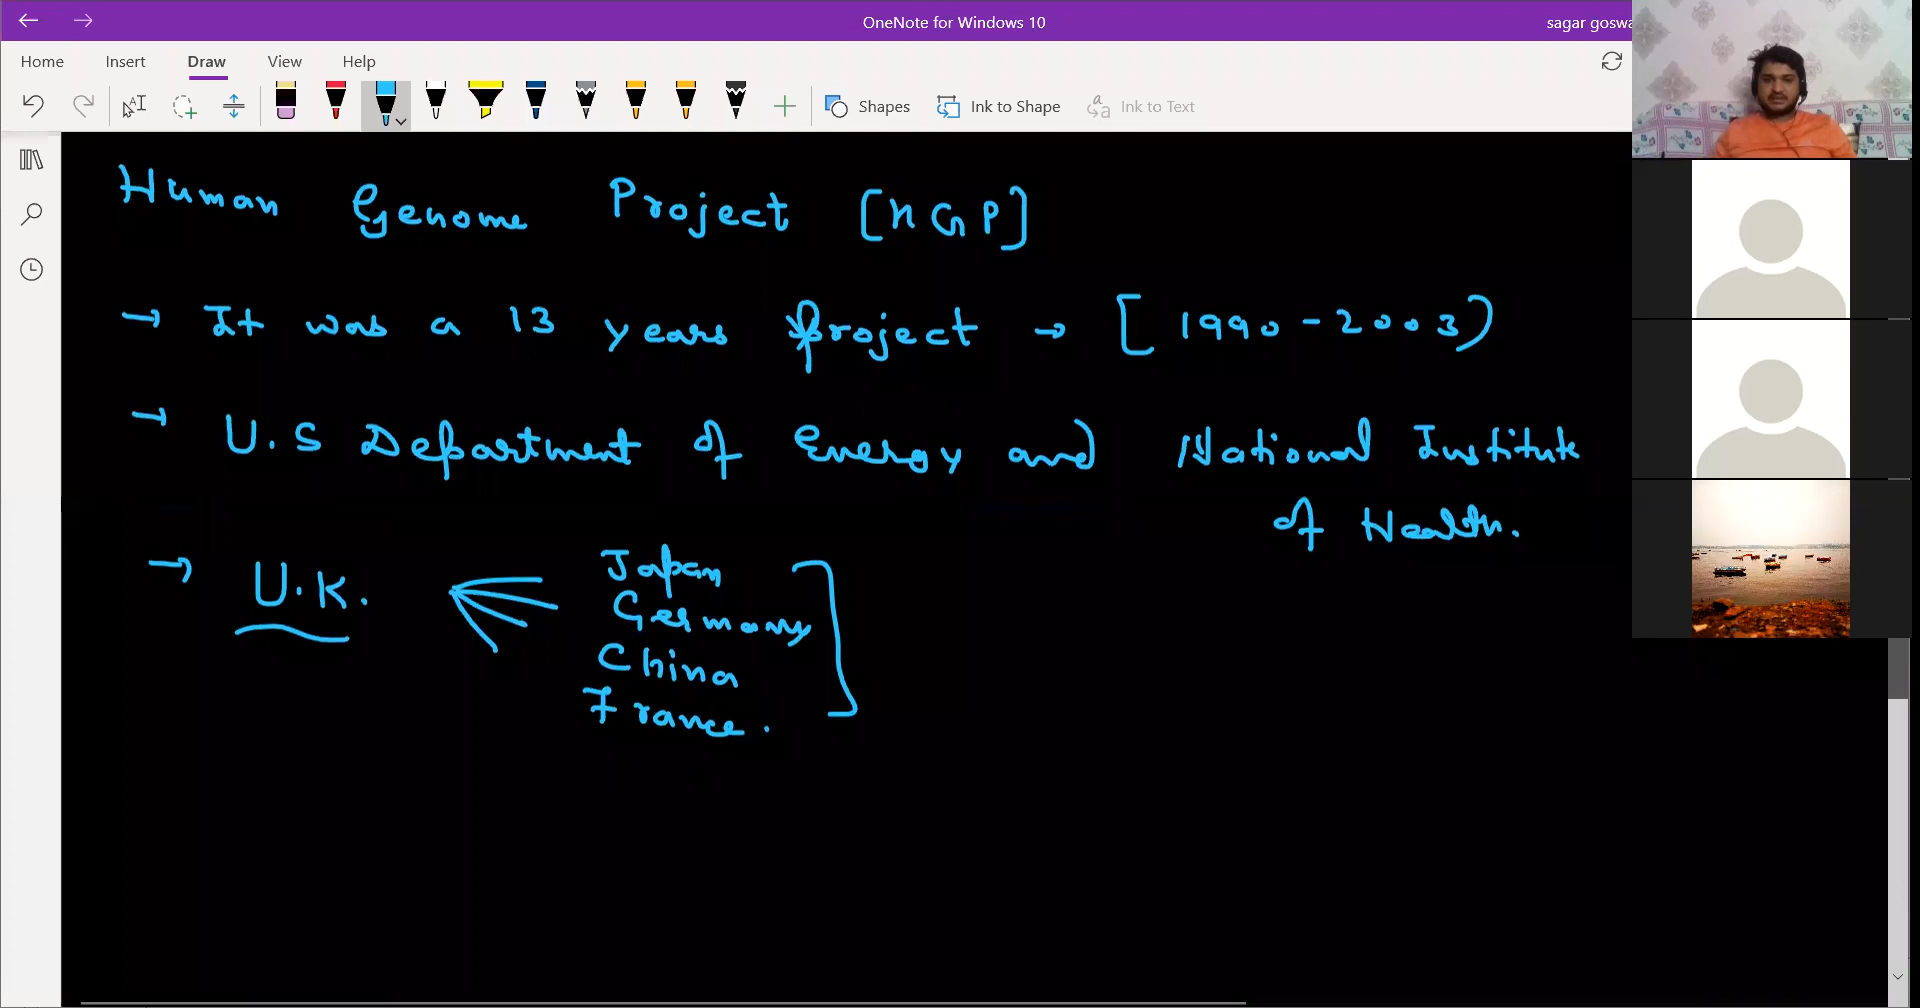 OneNote for Windows 10
sagar goswa
Home Insert Draw View Help
Shapes Ink to Shape Ink to Text
Human Genome Project [HGP]
→ It was a 13 years project → [1990-2003)
→ U.S Department of Energy and National Institute
of Health.
→ U.K.
Japan
Germany
China
France.